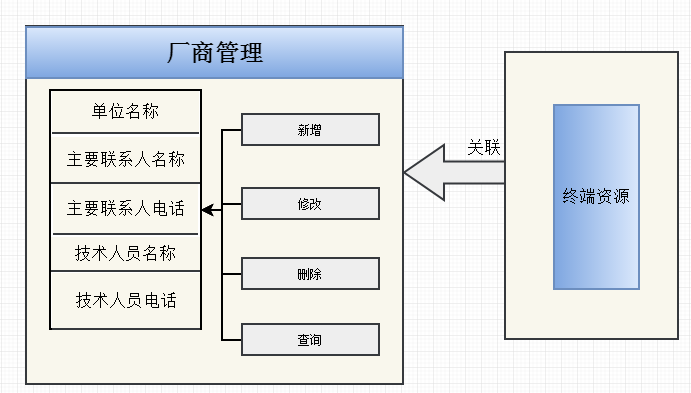 厂商管理
单位名称
主要联系人名称
主要联系人电话
技术人员名称
技术人员电话
新增
修改
删除
查询
关联
终端资源